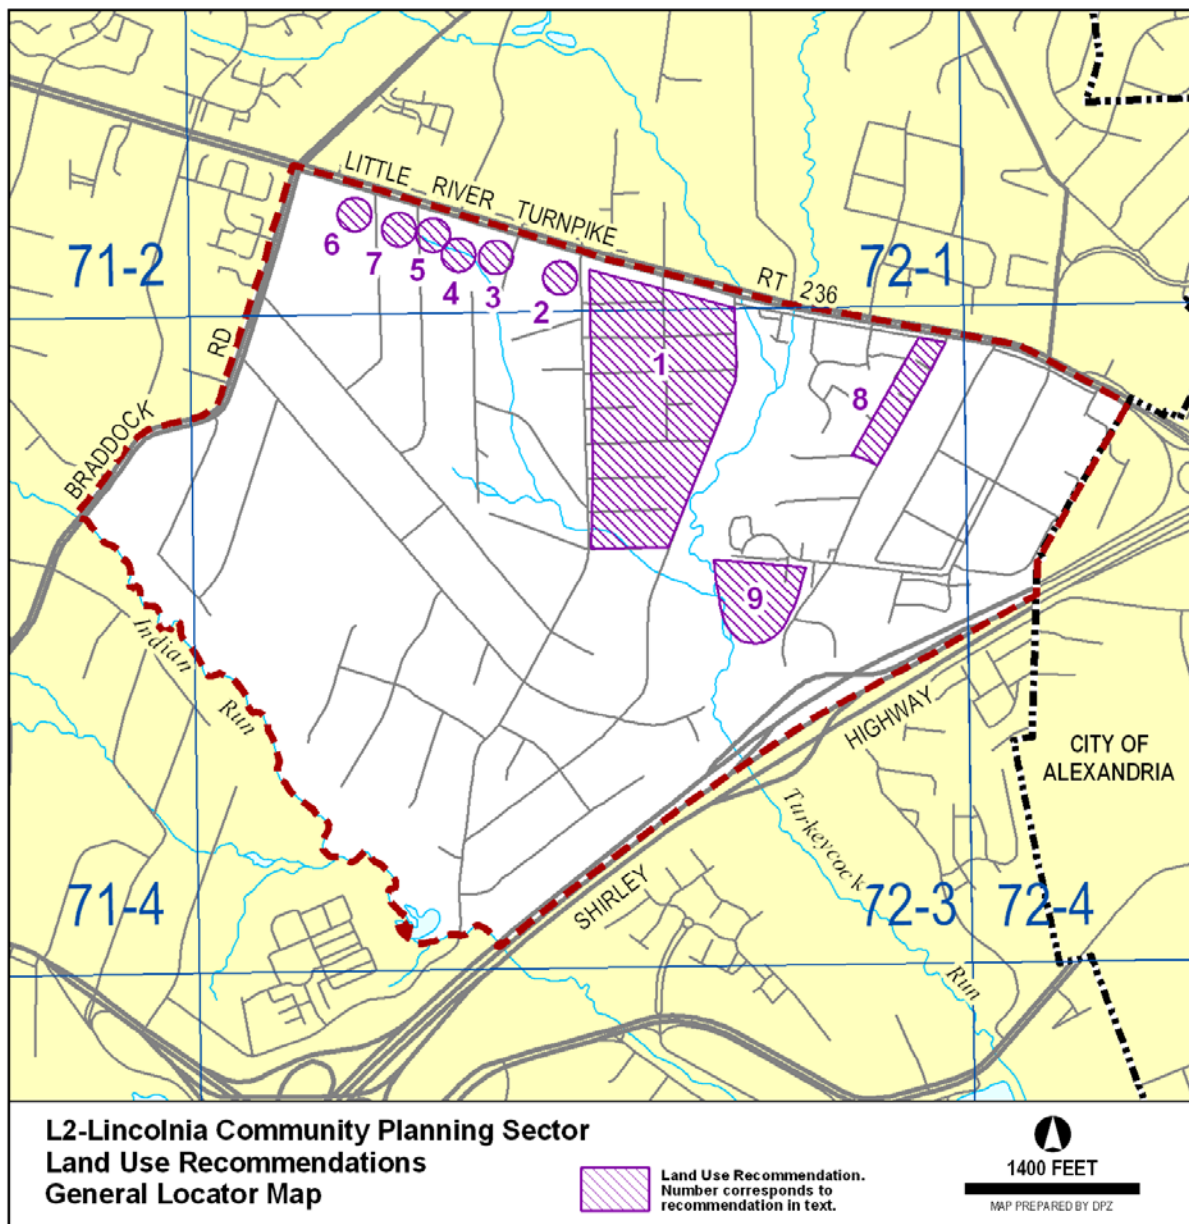 LITTLE RIVER TURNPIKE
RT 236
71-2
72-1
6
7
5
4
3
2
1
8
RD
BRADDOCK
9
Indian
Run
HIGHWAY
CITY OF
ALEXANDRIA
Turkeycock
Run
SHIRLEY
71-4
72-3
72-4
L2-Lincolnia Community Planning Sector
Land Use Recommendations
General Locator Map
Land Use Recommendation.
Number corresponds to
recommendation in text.
1400 FEET
MAP PREPARED BY DPZ